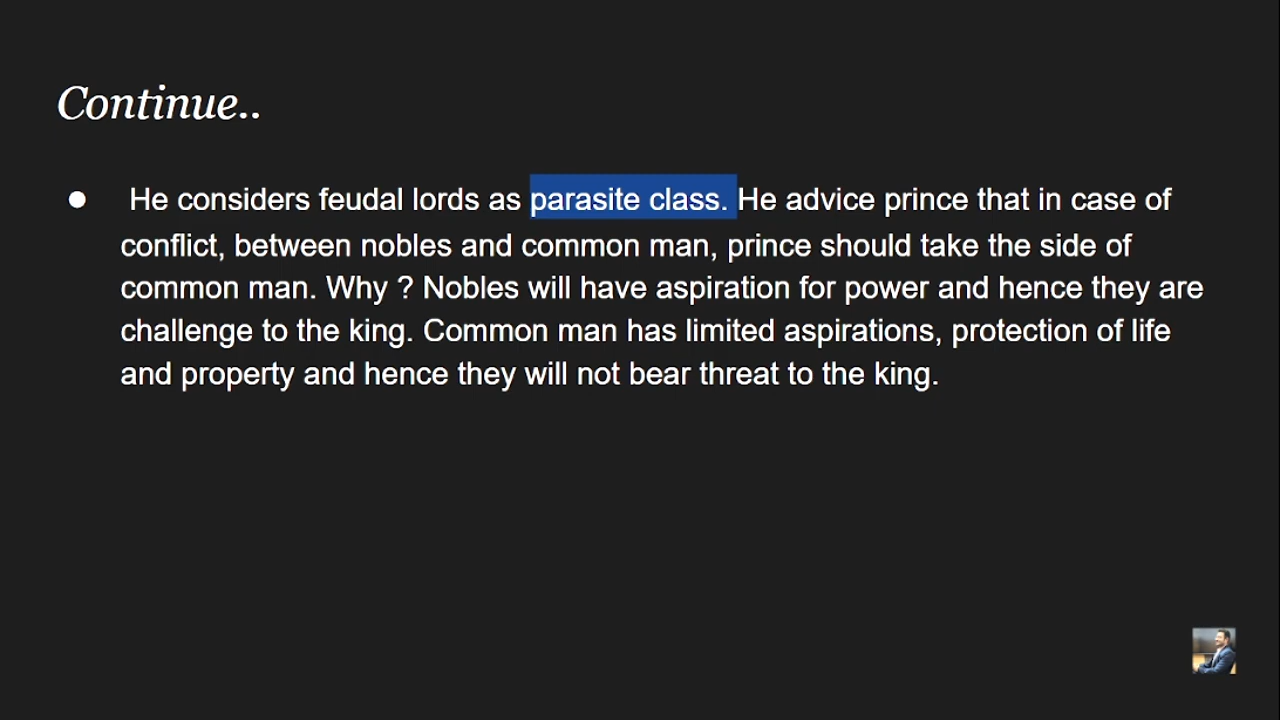 Continue..
● He considers feudal lords as parasite class. He advice prince that in case of
conflict, between nobles and common man, prince should take the side of
common man. Why ? Nobles will have aspiration for power and hence they are
challenge to the king. Common man has limited aspirations, protection of life
and property and hence they will not bear threat to the king.